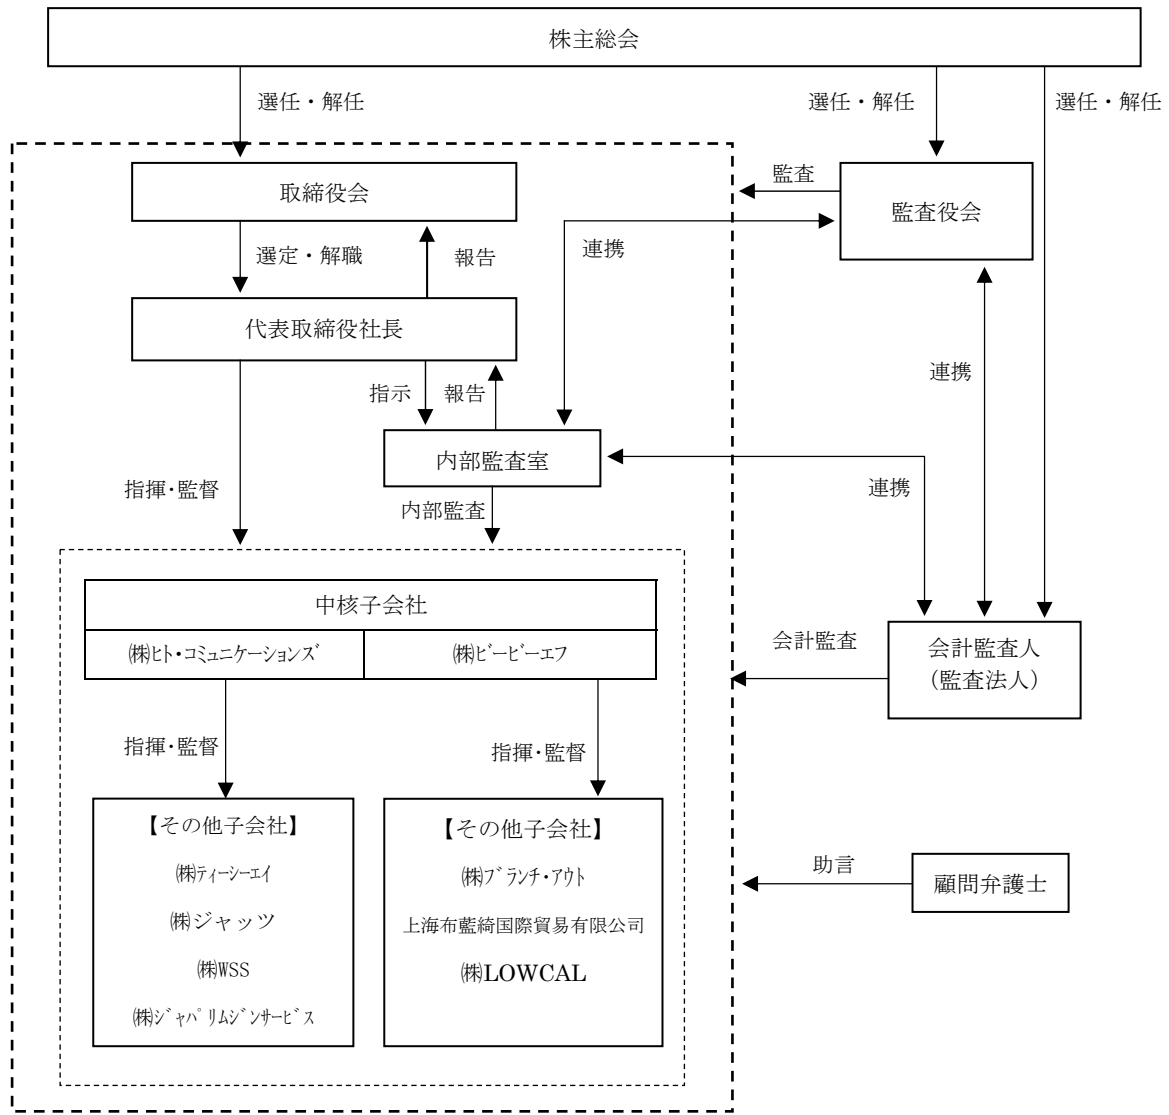 株主総会
選任・解任
選任・解任
選任・解任
取締役会
監査
監査役会
選定・解職
報告
連携
代表取締役社長
指示
報告
連携
内部監査室
指揮・監督
内部監査
連携
中核子会社
㈱ﾋﾄ・ｺﾐｭﾆｹｰｼｮﾝｽﾞ
㈱ﾋﾞｰﾋﾞｰｴﾌ
会計監査
会計監査人
（監査法人）
指揮・監督
指揮・監督
【その他子会社】
㈱ﾃｨｰｼｰｴｲ
㈱ジャッツ
㈱WSS
㈱ｼﾞｬﾊﾟﾘﾑｼﾞﾝｻｰﾋﾞｽ
【その他子会社】
㈱ﾌﾞﾗﾝﾁ・ｱｳﾄ
上海布藍綺国際貿易有限公司
㈱LOWCAL
助言
顧問弁護士